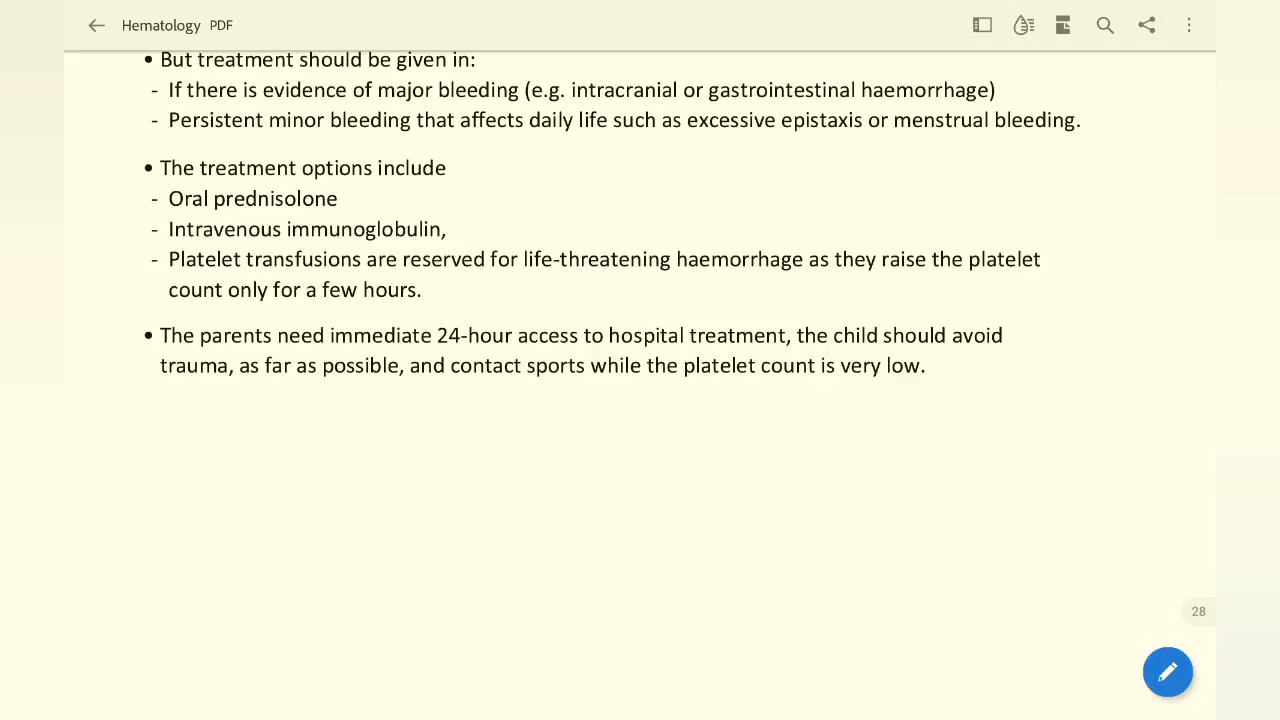 Hematology PDF
• But treatment should be given in:
- If there is evidence of major bleeding (e.g. intracranial or gastrointestinal haemorrhage)
- Persistent minor bleeding that affects daily life such as excessive epistaxis or menstrual bleeding.
• The treatment options include
- Oral prednisolone
- Intravenous immunoglobulin,
- Platelet transfusions are reserved for life-threatening haemorrhage as they raise the platelet
count only for a few hours.
• The parents need immediate 24-hour access to hospital treatment, the child should avoid
trauma, as far as possible, and contact sports while the platelet count is very low.
28